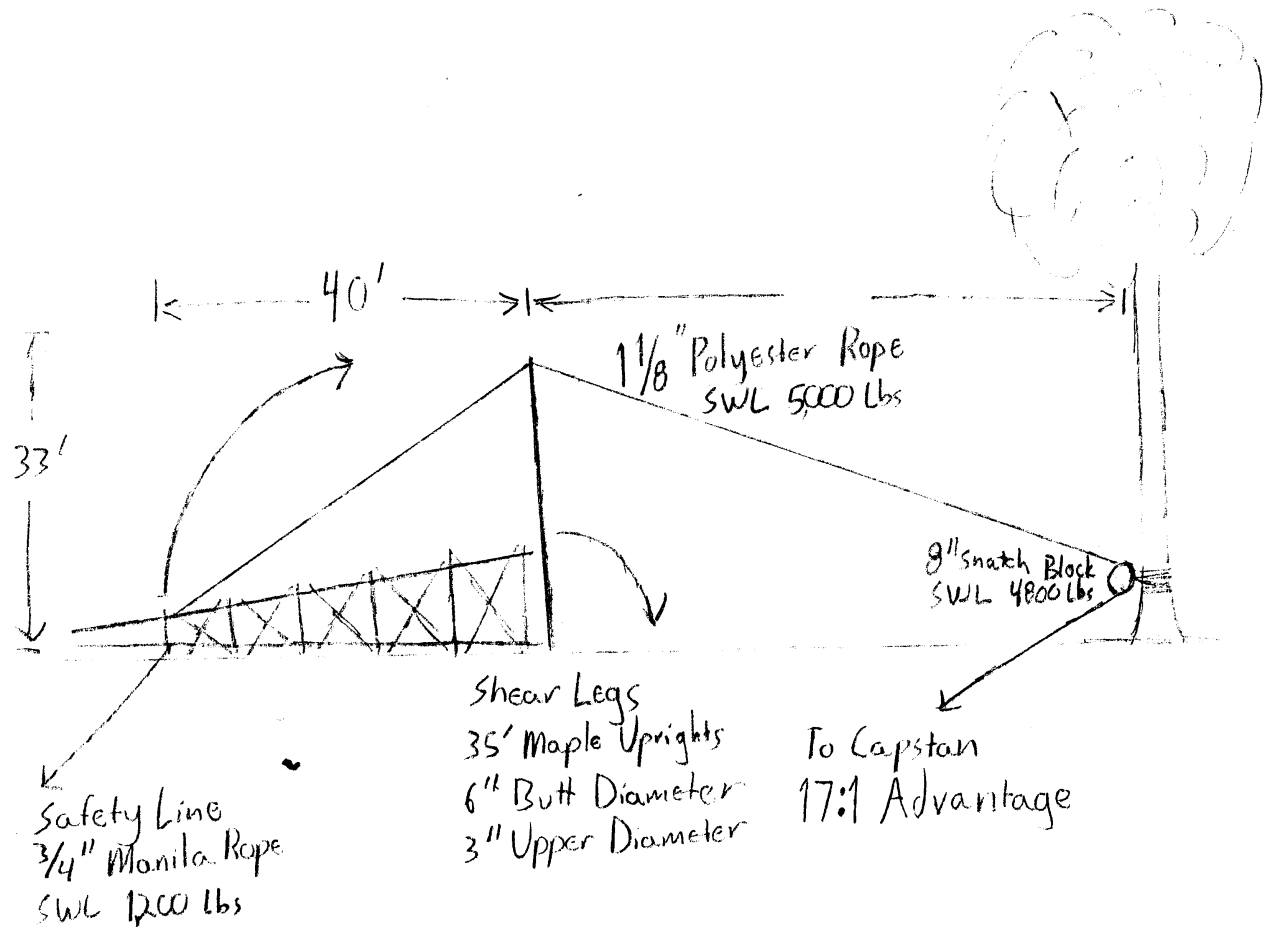 40'
1 1/8" Polyester Rope
SWL 5,000 Lbs
33'
8" Snatch Block
SWL 4800 Lbs
Shear Legs
35' Maple Uprights
6" Butt Diameter
3" Upper Diameter
To Capstan
17:1 Advantage
Safety Line
3/4" Manila Rope
SWL 1,200 Lbs